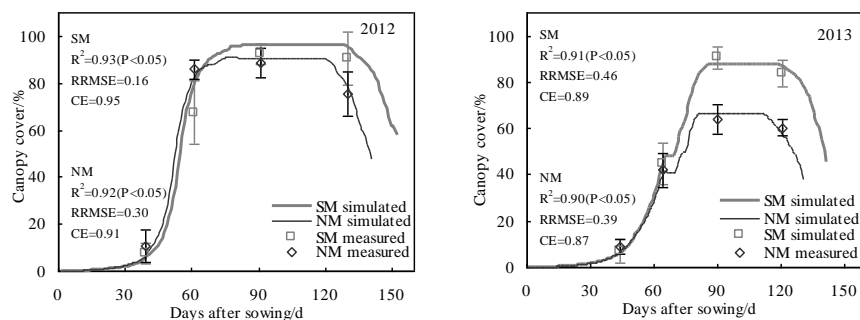 2012
SM
R²=0.93(P<0.05)
RRMSE=0.16
CE=0.95
NM
R²=0.92(P<0.05)
RRMSE=0.30
CE=0.91
SM simulated
NM simulated
SM measured
NM measured
Canopy cover/%
100
80
60
40
20
0
0 30 60 90 120 150
Days after sowing/d
2013
SM
R²=0.91(P<0.05)
RRMSE=0.46
CE=0.89
NM
R²=0.90(P<0.05)
RRMSE=0.39
CE=0.87
SM simulated
NM simulated
SM simulated
NM measured
Canopy cover/%
100
80
60
40
20
0
0 30 60 90 120 150
Days after sowing/d